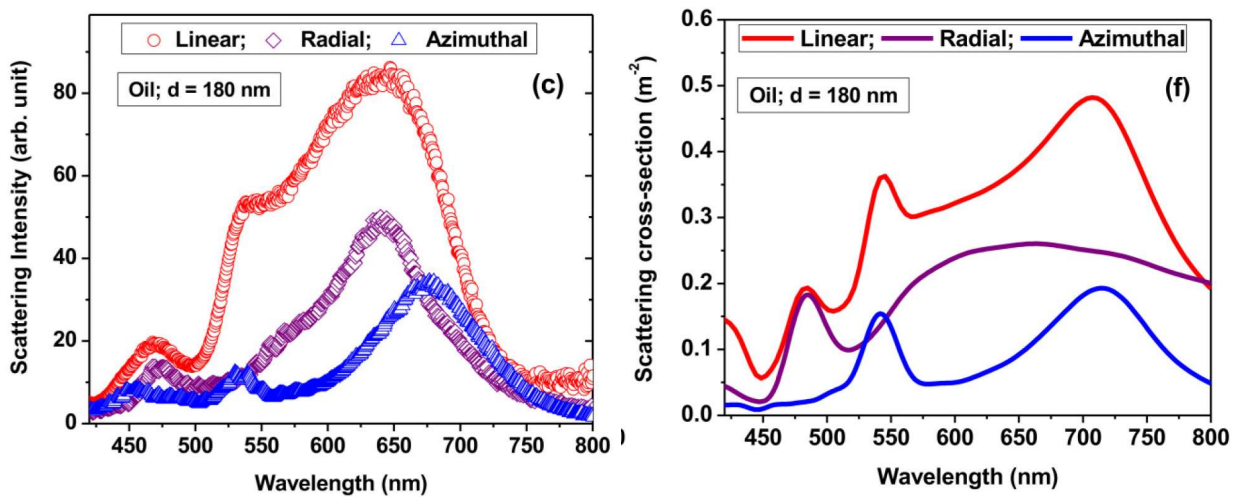 Linear; Radial; Azimuthal
Oil; d = 180 nm
(c)
Scattering Intensity (arb. unit)
80
60
40
20
0
450 500 550 600 650 700 750 800
Wavelength (nm)
Linear; Radial; Azimuthal
Oil; d = 180 nm
(f)
Scattering cross-section (m⁻²)
0.6
0.5
0.4
0.3
0.2
0.1
0.0
450 500 550 600 650 700 750 800
Wavelength (nm)